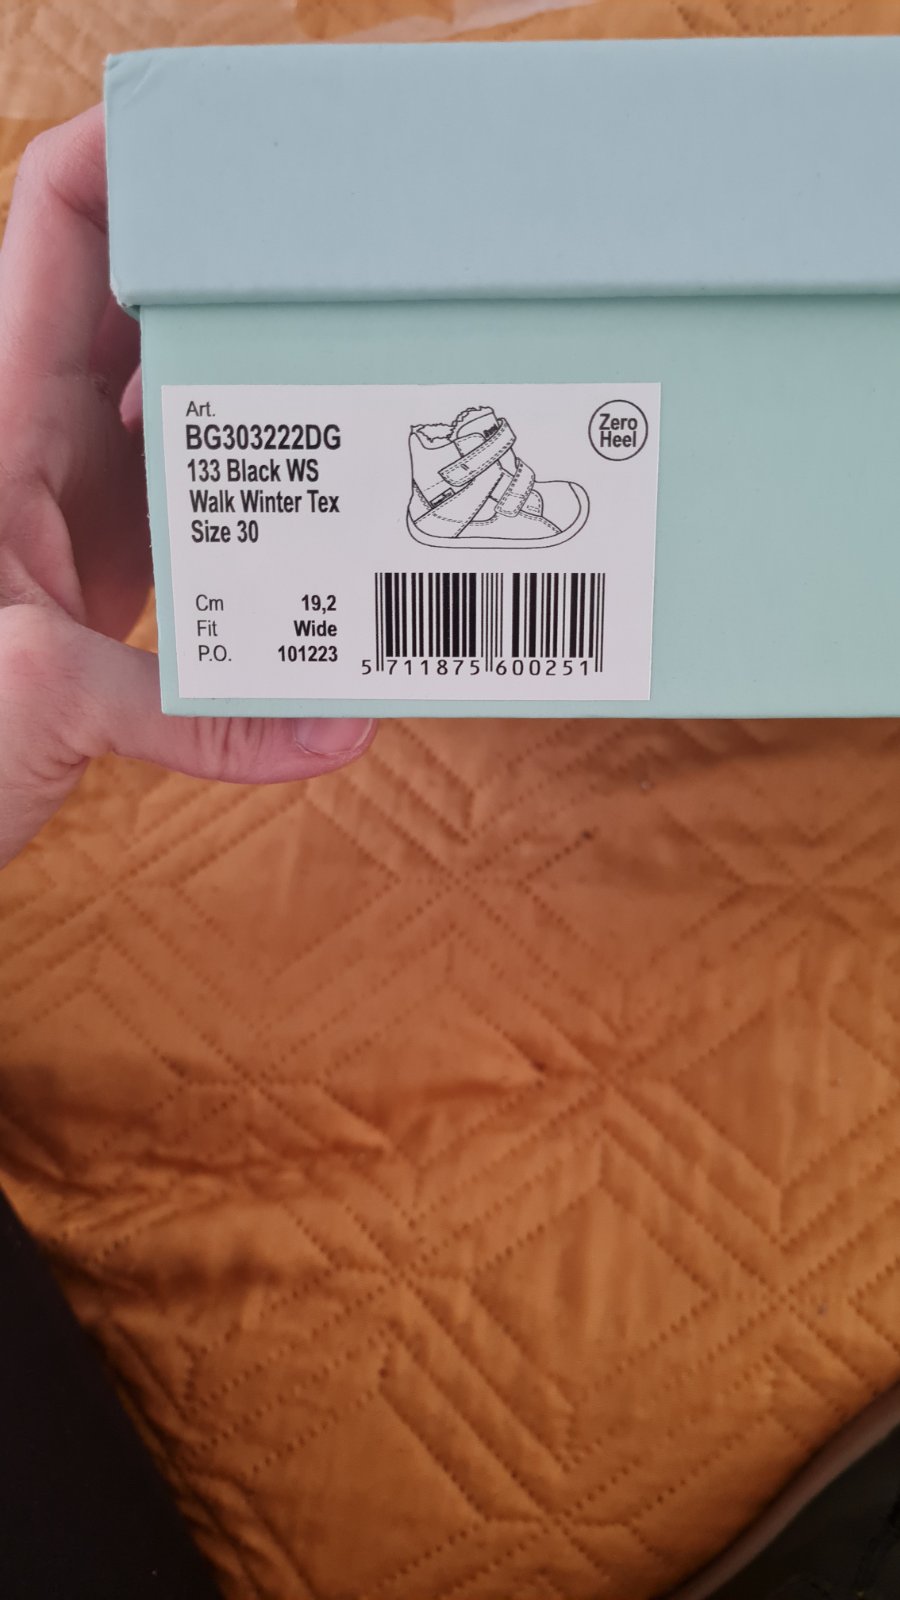 Art.
BG303222DG
133 Black WS
Walk Winter Tex
Size 30
Zero
Heel
Cm 19,2
Fit Wide
P.O. 101223
5 711875 600251